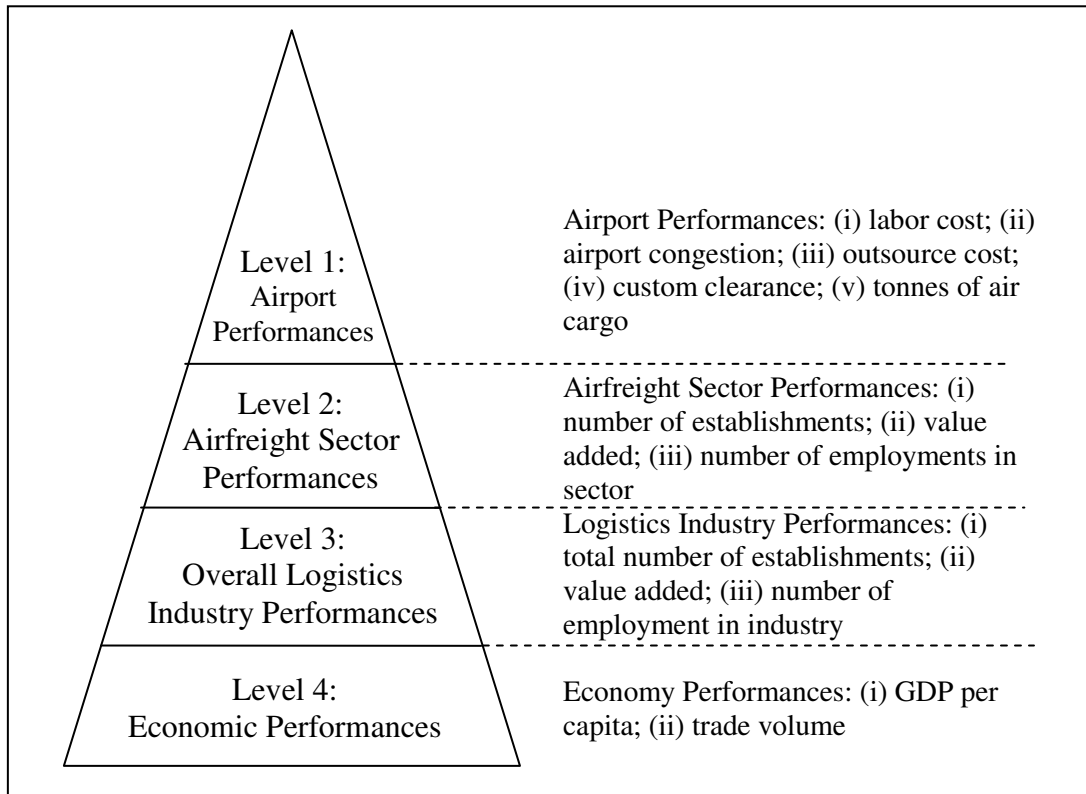 Level 1:
Airport
Performances
Airport Performances: (i) labor cost; (ii)
airport congestion; (iii) outsource cost;
(iv) custom clearance; (v) tonnes of air
cargo
Level 2:
Airfreight Sector
Performances
Airfreight Sector Performances: (i)
number of establishments; (ii) value
added; (iii) number of employments in
sector
Level 3:
Overall Logistics
Industry Performances
Logistics Industry Performances: (i)
total number of establishments; (ii)
value added; (iii) number of
employment in industry
Level 4:
Economic Performances
Economy Performances: (i) GDP per
capita; (ii) trade volume